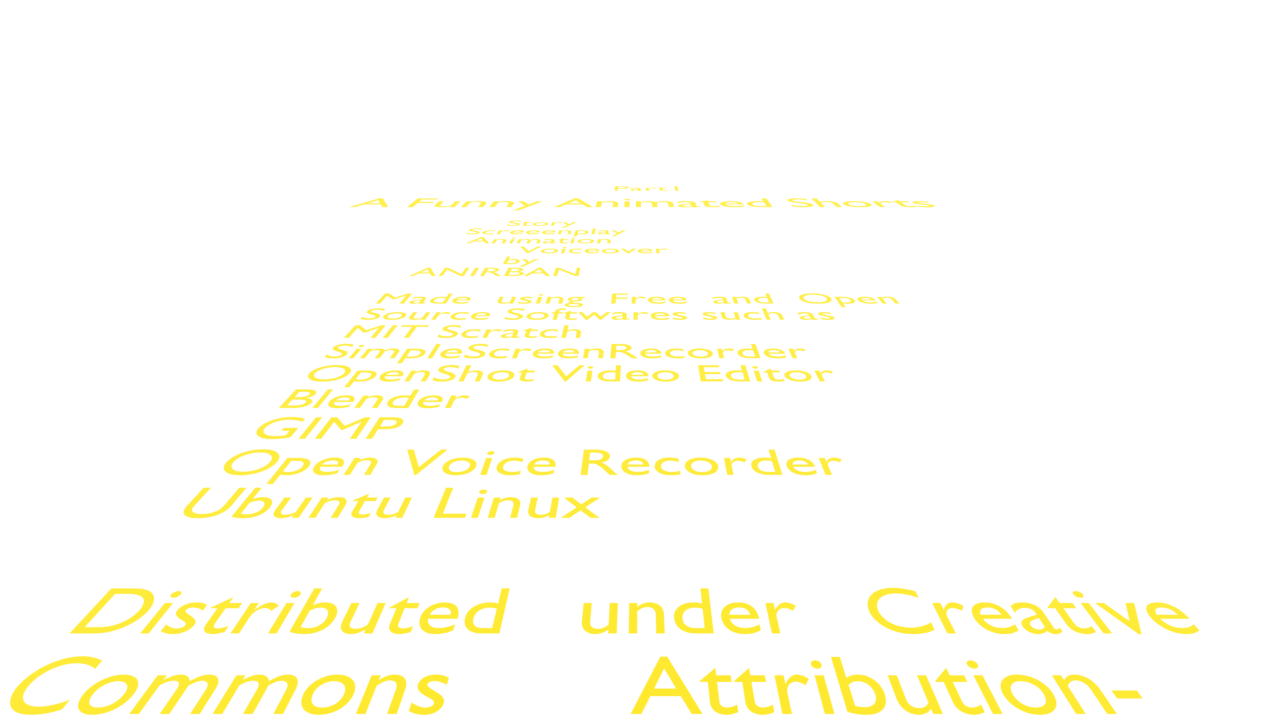 Part1
A Funny Animated Shorts
Story
Screeenplay
Animation
Voiceover
by
ANIRBAN
Made using Free and Open
Source Softwares such as
MIT Scratch
SimpleScreenRecorder
OpenShot Video Editor
Blender
GIMP
Open Voice Recorder
Ubuntu Linux
Distributed under Creative
Commons Attribution-